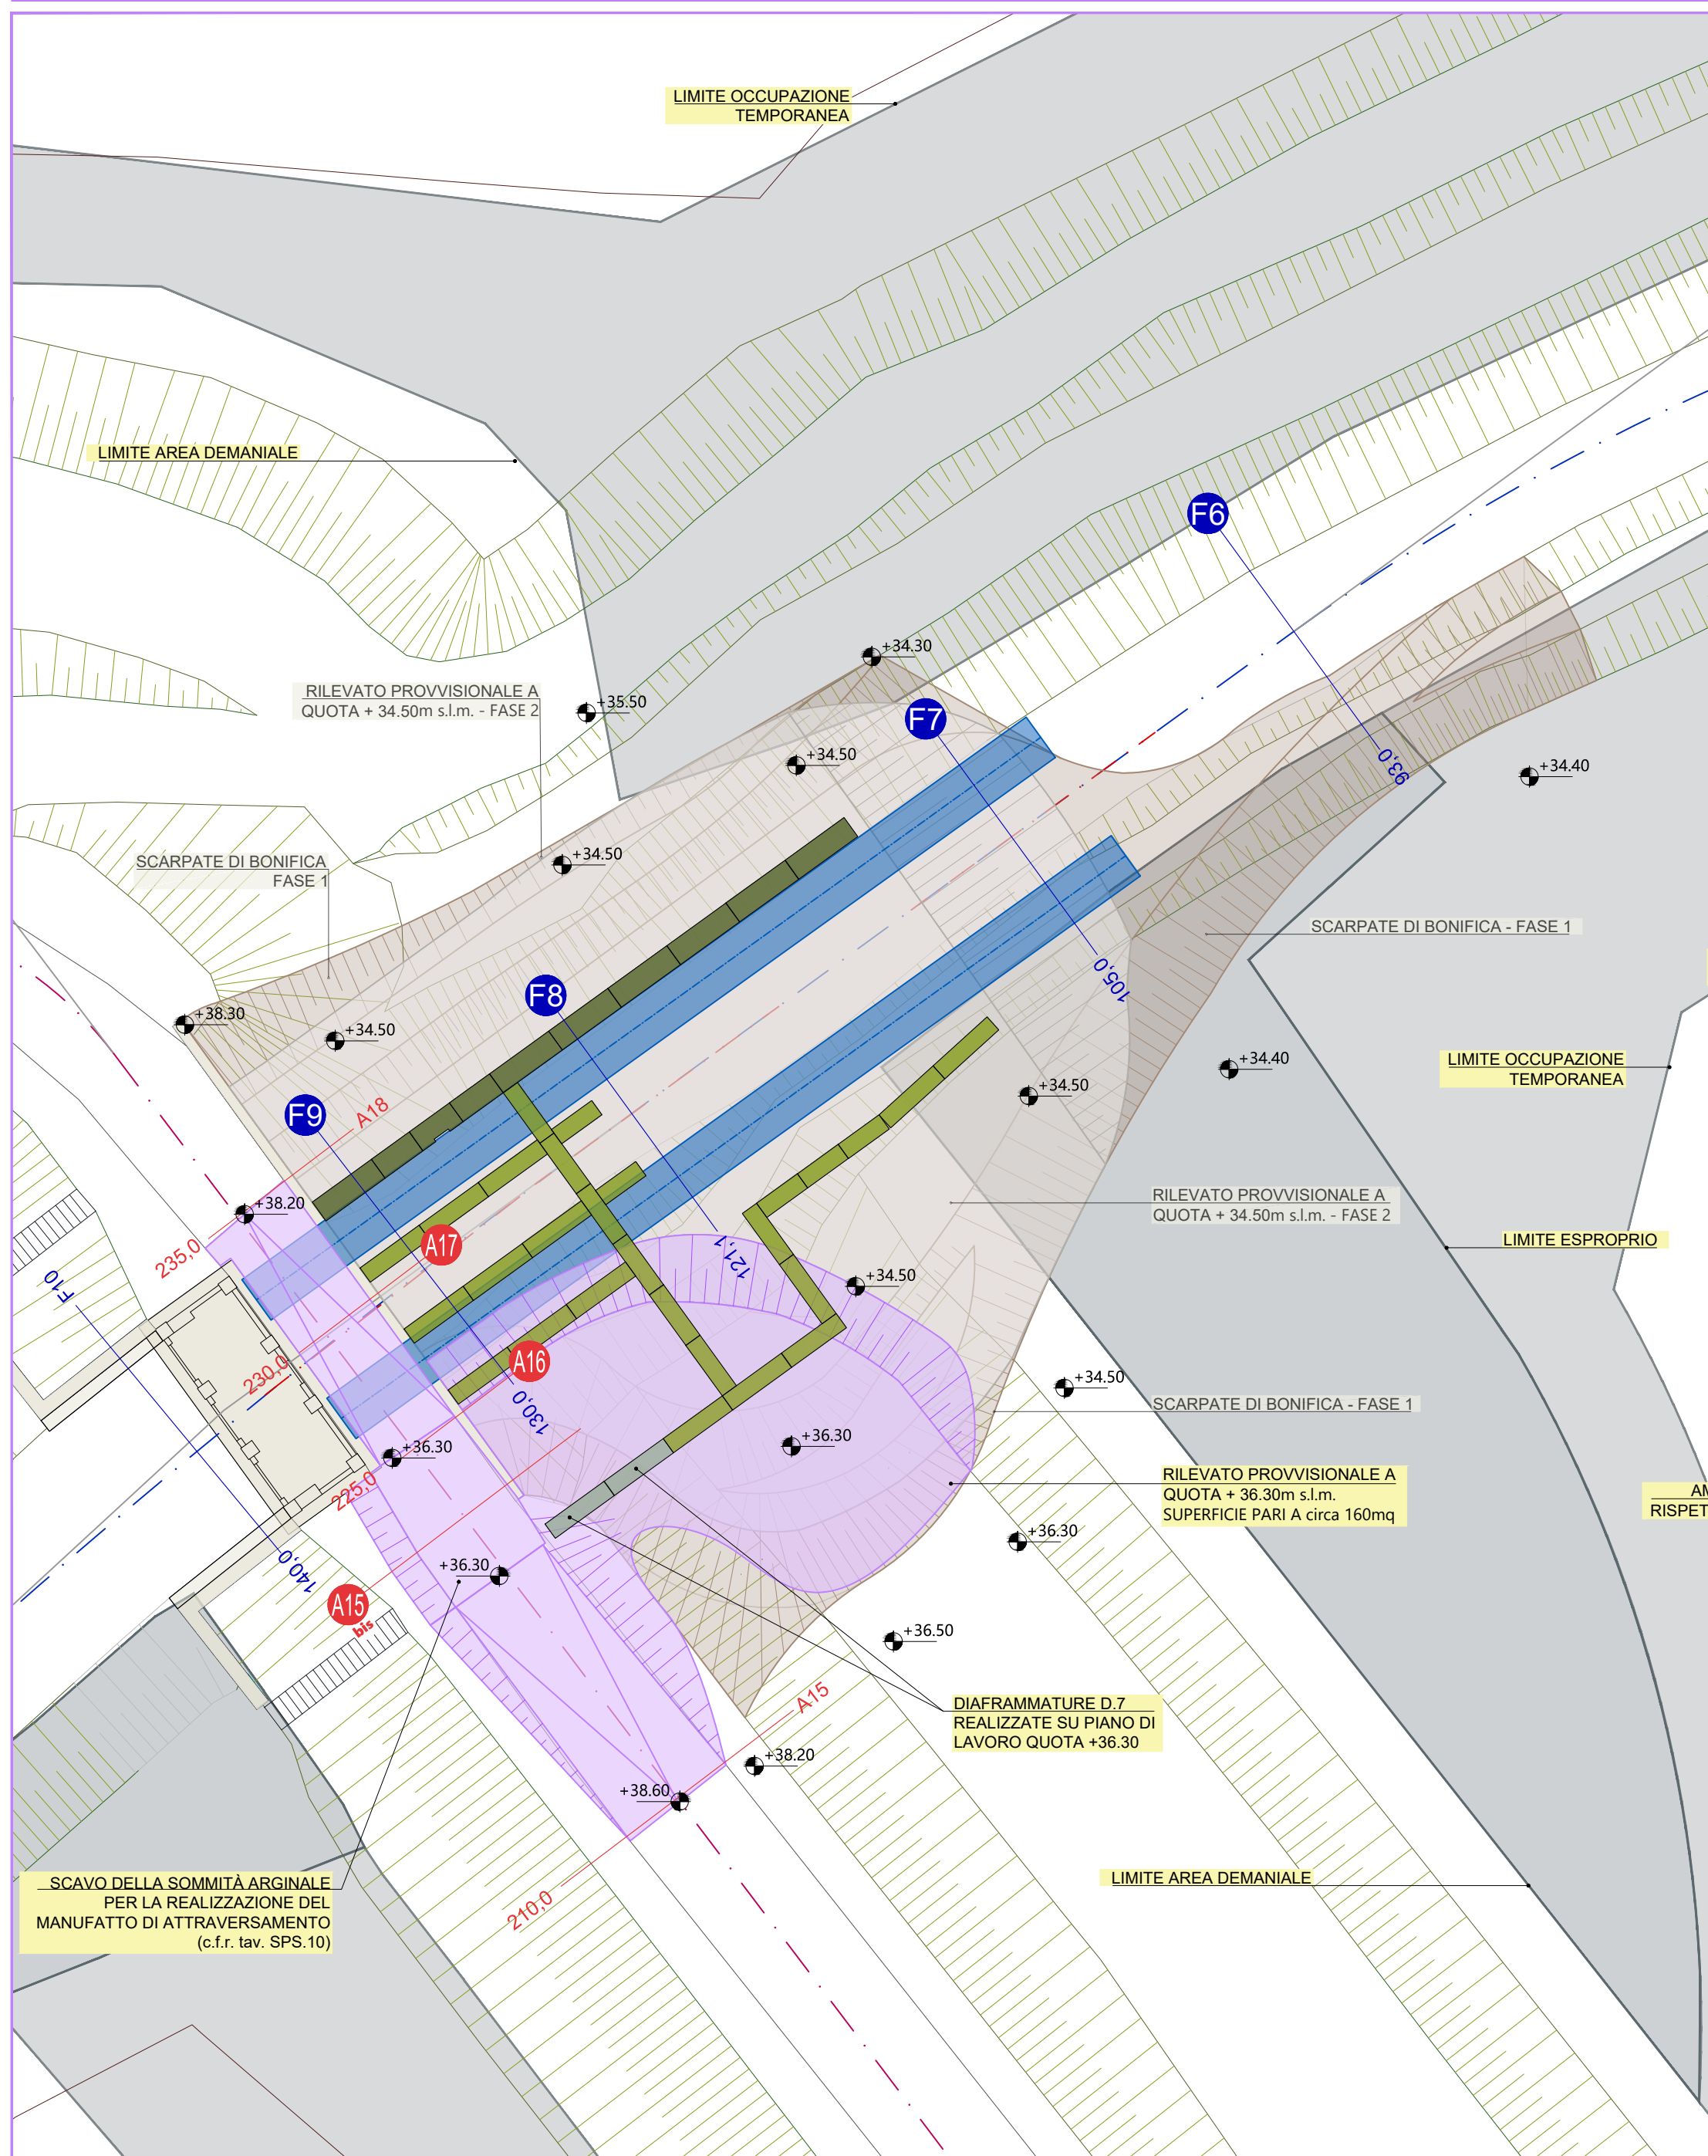 LIMITE OCCUPAZIONE
TEMPORANEA
LIMITE AREA DEMANIALE
F6
+34.30
RILEVATO PROVVISIONALE A
QUOTA + 34.50m s.l.m. - FASE 2
+35.50
F7
+34.50
93,0
+34.40
+34.50
SCARPATE DI BONIFICA
FASE 1
SCARPATE DI BONIFICA - FASE 1
105,0
F8
+38.30
+34.50
LIMITE OCCUPAZIONE
TEMPORANEA
+34.40
+34.50
F9
A18
+38.20
RILEVATO PROVVISIONALE A
QUOTA + 34.50m s.l.m. - FASE 2
235,0
A17
121,1
LIMITE ESPROPRIO
F10
+34.50
230,0
A16
+34.50
130,0
SCARPATE DI BONIFICA - FASE 1
+36.30
+36.30
225,0
RILEVATO PROVVISIONALE A
QUOTA + 36.30m s.l.m.
SUPERFICIE PARI A circa 160mq
AM
RISPET
+36.30
140,0
+36.30
A15
bis
+36.50
A15
DIAFRAMMATURE D.7
REALIZZATE SU PIANO DI
LAVORO QUOTA +36.30
+38.20
+38.60
SCAVO DELLA SOMMITÀ ARGINALE
PER LA REALIZZAZIONE DEL
MANUFATTO DI ATTRAVERSAMENTO
(c.f.r. tav. SPS.10)
LIMITE AREA DEMANIALE
210,0